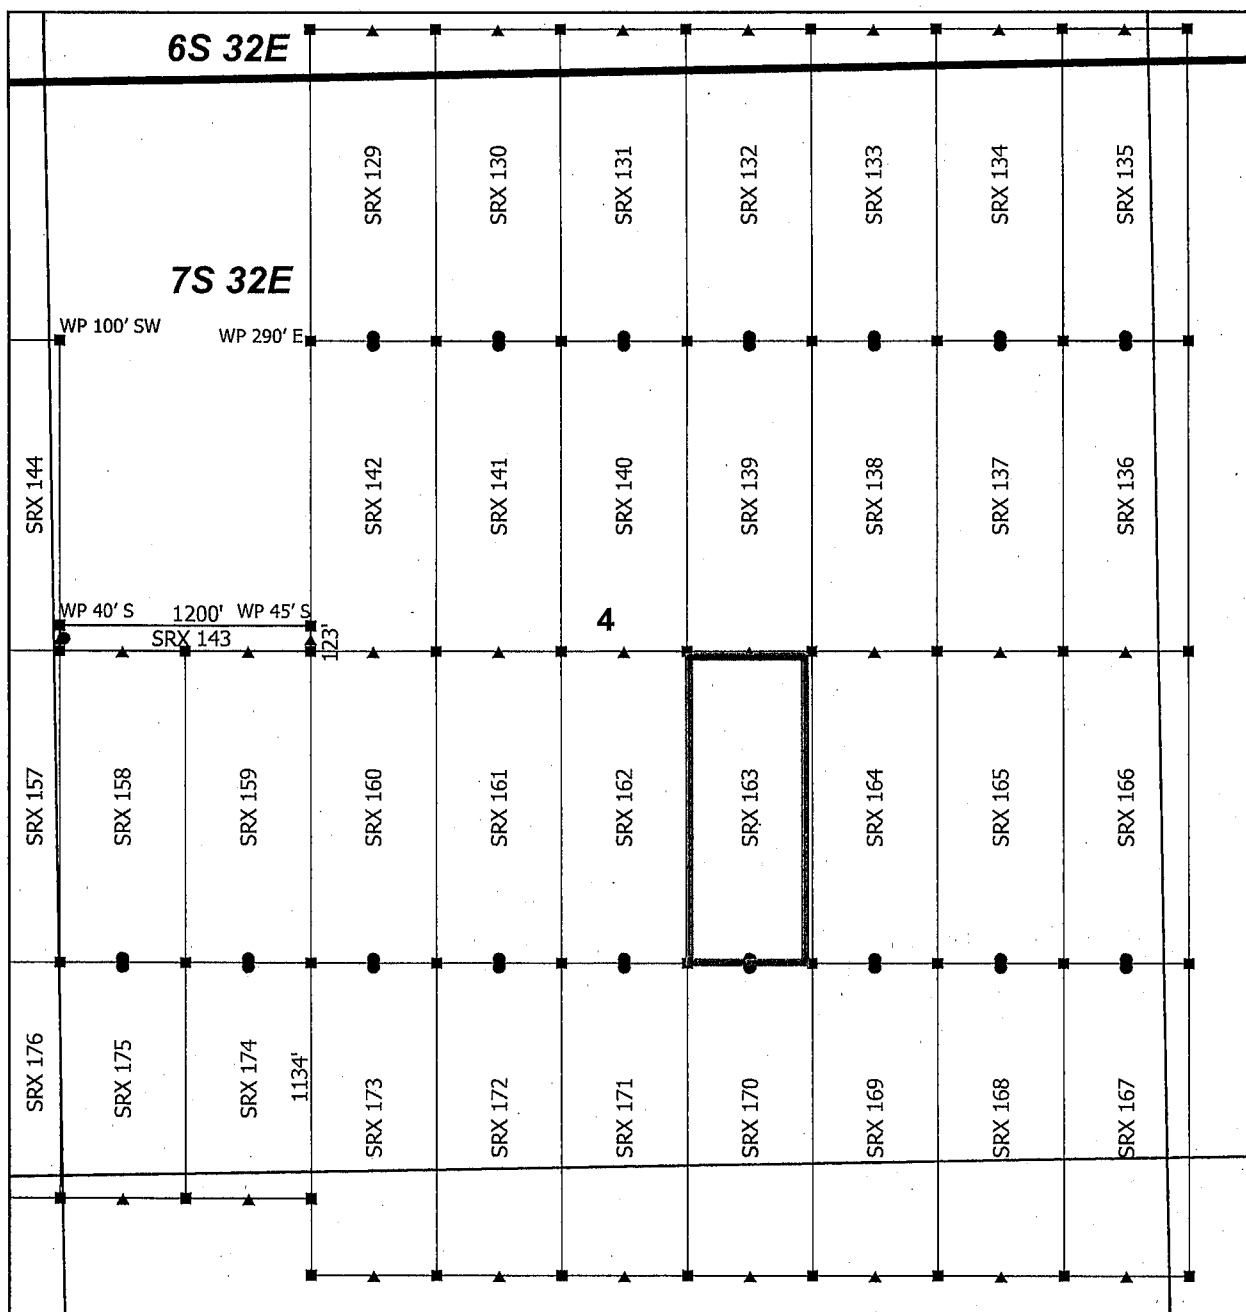 6S 32E
SRX 129
SRX 130
SRX 131
SRX 132
SRX 133
SRX 134
SRX 135
7S 32E
WP 100' SW
WP 290' E
SRX 144
SRX 142
SRX 141
SRX 140
SRX 139
SRX 138
SRX 137
SRX 136
WP 40' S
1200'
WP 45' S
4
SRX 143
123'
SRX 157
SRX 158
SRX 159
SRX 160
SRX 161
SRX 162
SRX 163
SRX 164
SRX 165
SRX 166
SRX 176
SRX 175
SRX 174
1134'
SRX 173
SRX 172
SRX 171
SRX 170
SRX 169
SRX 168
SRX 167